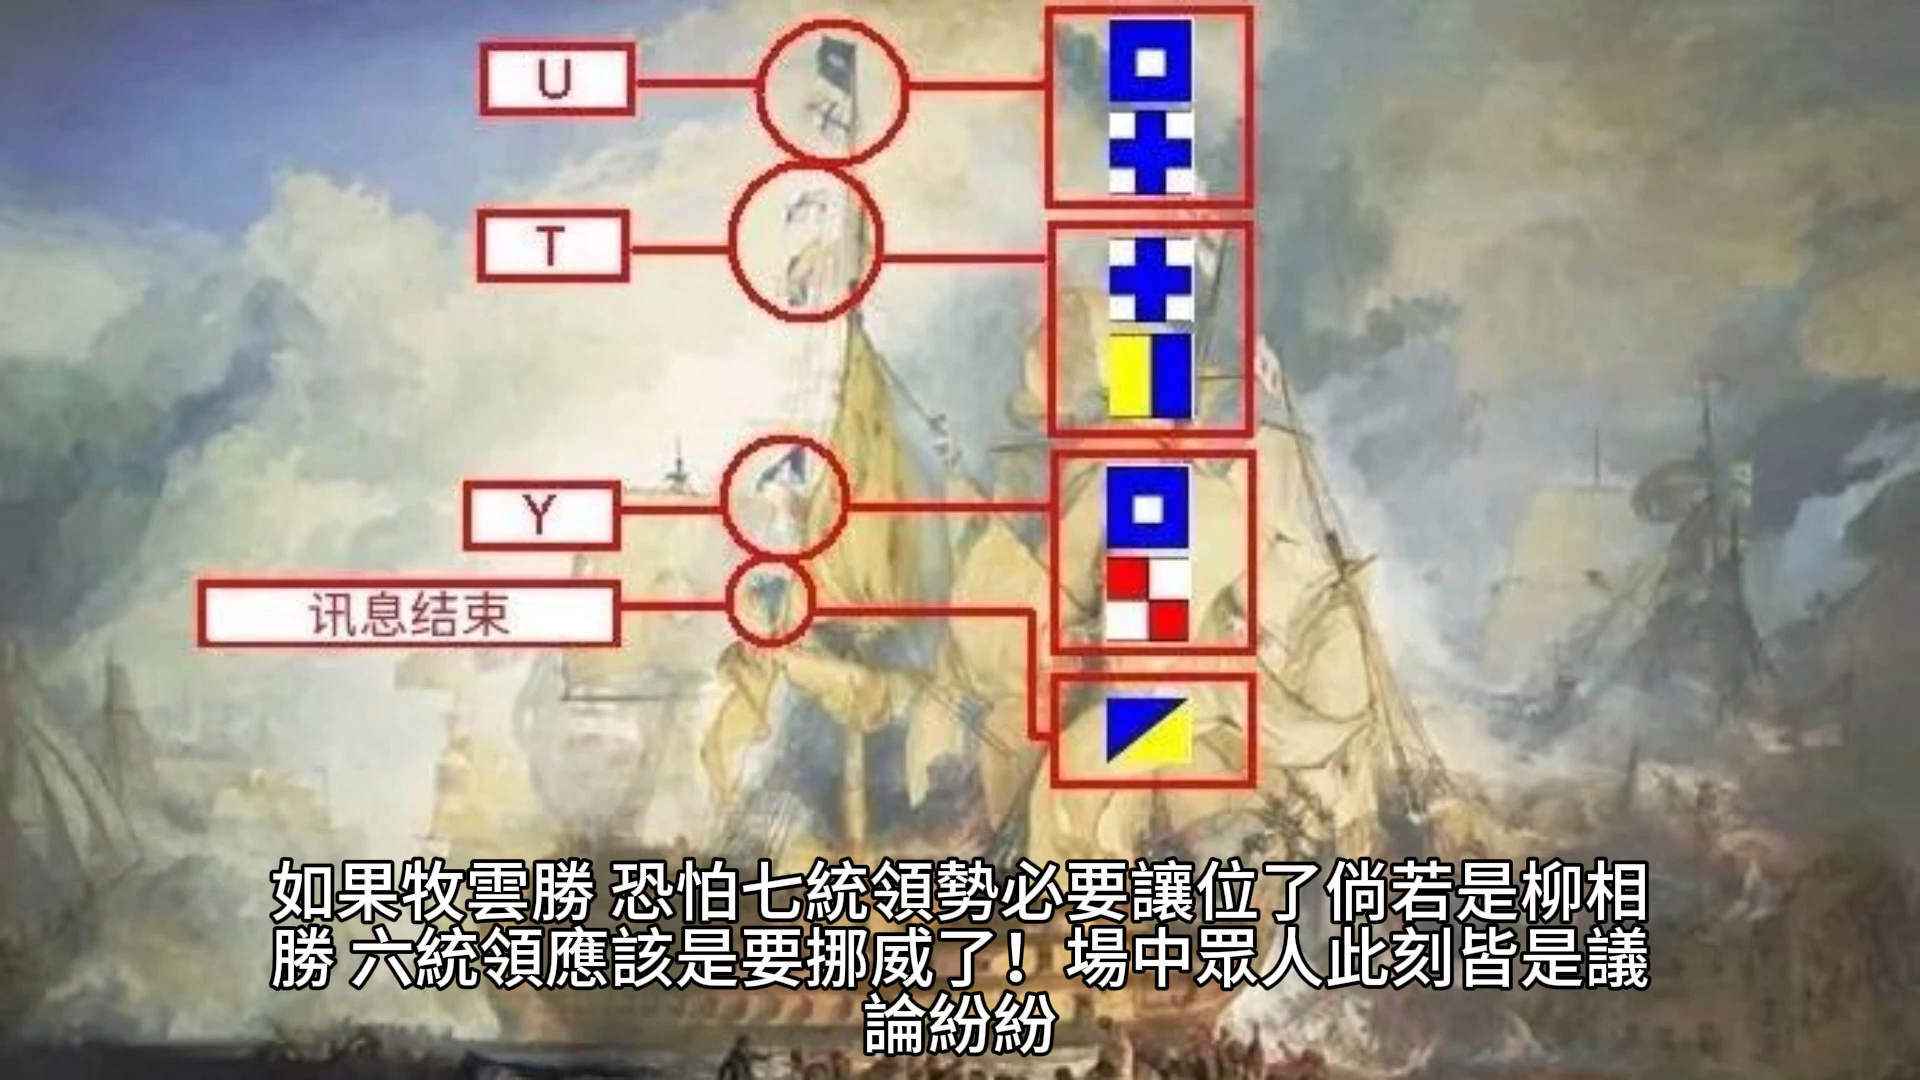 U
T
Y
讯息结束
如果牧雲勝 恐怕七統領勢必要讓位了倘若是柳相
勝 六統領應該是要挪威了！場中眾人此刻皆是議
論紛紛